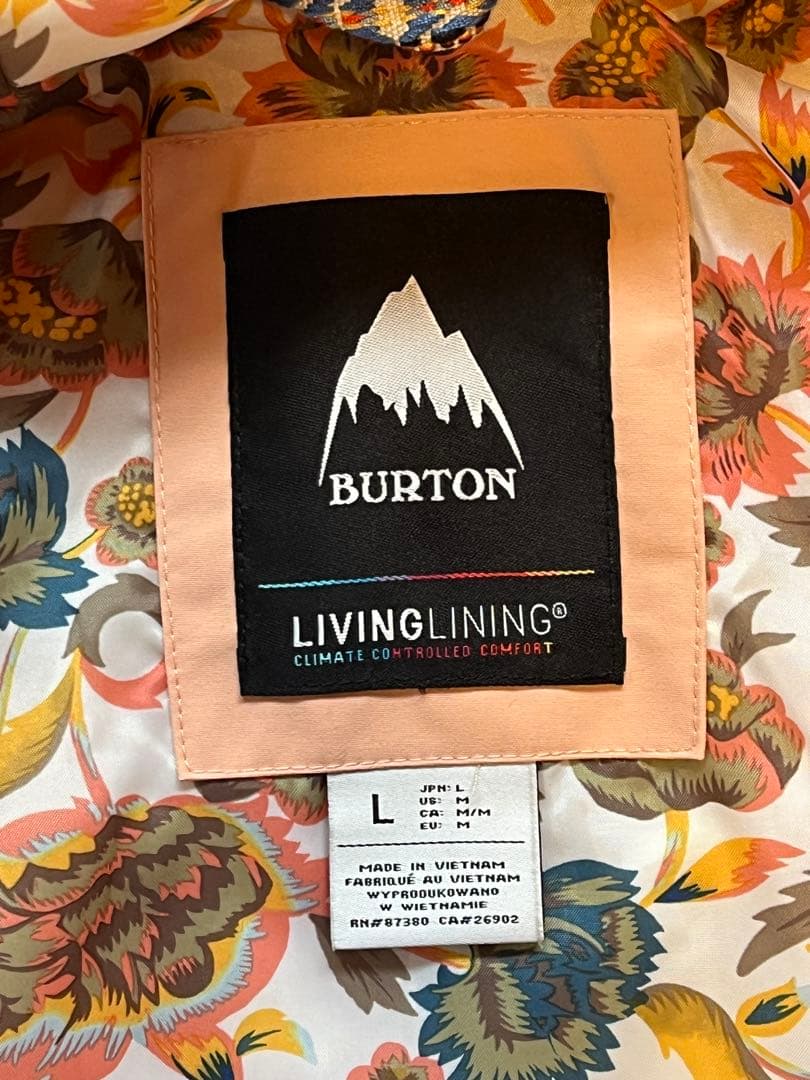 BURTON
LIVINGLINING®
CLIMATE CONTROLLED COMFORT
L
JPN: L
US: M
CA: M/M
EU: M
MADE IN VIETNAM
FABRIQUÉ AU VIETNAM
WYPRODUKOWANO
W WIETNAMIE
RN#87380 CA#26902